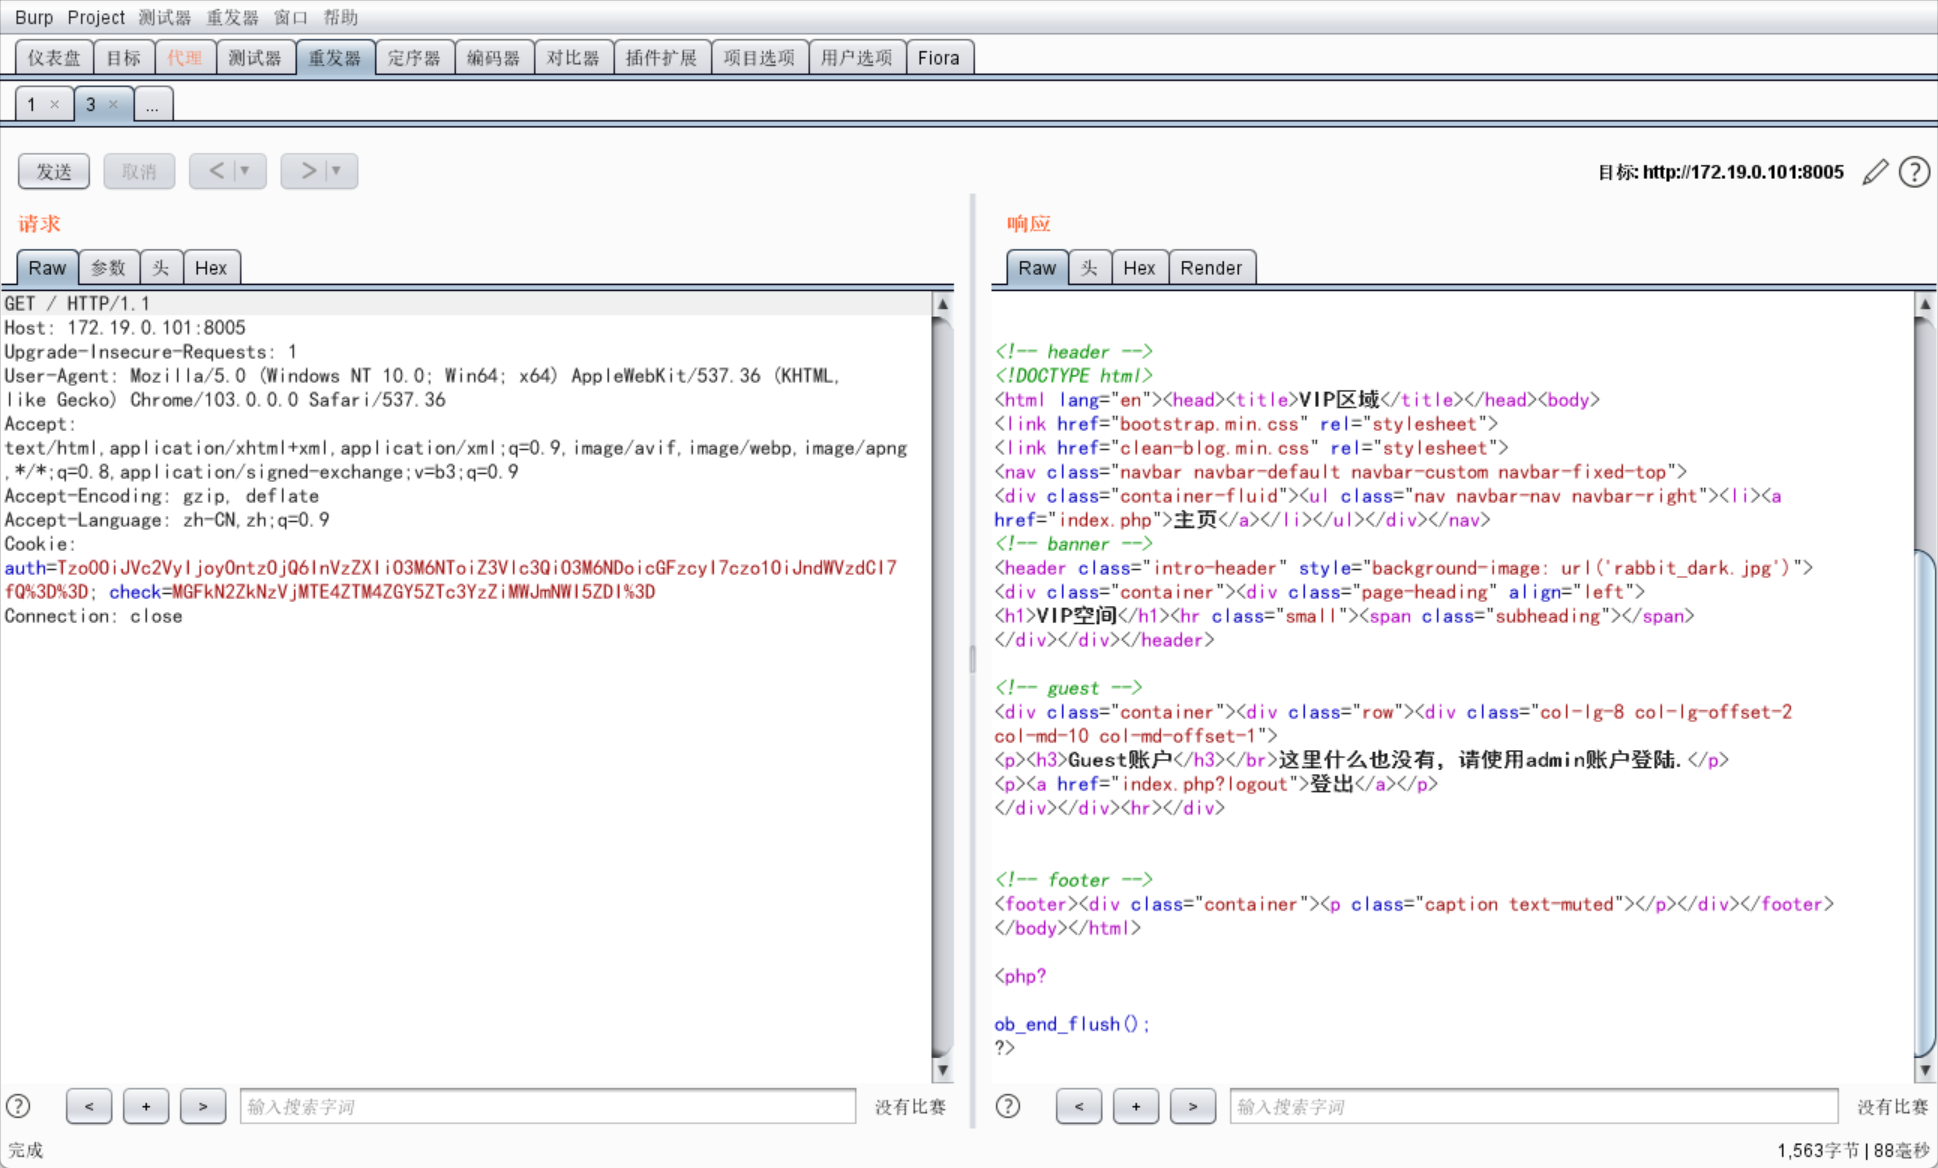 Burp Project 测试器 重发器 窗口 帮助
仪表盘 目标 代理 测试器 重发器 定序器 编码器 对比器 插件扩展 项目选项 用户选项 Fiora
1 × 3 × ...
发送 取消 < ▼ > ▼ 目标: http://172.19.0.101:8005
请求
Raw 参数 头 Hex
GET / HTTP/1.1
Host: 172.19.0.101:8005
Upgrade-Insecure-Requests: 1
User-Agent: Mozilla/5.0 (Windows NT 10.0; Win64; x64) AppleWebKit/537.36 (KHTML,
like Gecko) Chrome/103.0.0.0 Safari/537.36
Accept:
text/html,application/xhtml+xml,application/xml;q=0.9,image/avif,image/webp,image/apng
,*/*;q=0.8,application/signed-exchange;v=b3;q=0.9
Accept-Encoding: gzip, deflate
Accept-Language: zh-CN,zh;q=0.9
Cookie:
auth=Tzo0OiJVc2VyIjoyOntzOjQ6InVzZXIiO3M6NToiZ3Vlc3QiO3M6NDoicGFzcyI7czo1OiJndWVzdCI7
fQ%3D%3D; check=MGFkN2ZkNzVjMTE4ZTM4ZGY5ZTc3YzZiMWJmNWI5ZDI%3D
Connection: close
? < + > 输入搜索字词 没有比赛
完成
响应
Raw 头 Hex Render
<!-- header -->
<!DOCTYPE html>
<html lang="en"><head><title>VIP区域</title></head><body>
<link href="bootstrap.min.css" rel="stylesheet">
<link href="clean-blog.min.css" rel="stylesheet">
<nav class="navbar navbar-default navbar-custom navbar-fixed-top">
<div class="container-fluid"><ul class="nav navbar-nav navbar-right"><li><a
href="index.php">主页</a></li></ul></div></nav>
<!-- banner -->
<header class="intro-header" style="background-image: url('rabbit_dark.jpg')">
<div class="container"><div class="page-heading" align="left">
<h1>VIP空间</h1><hr class="small"><span class="subheading"></span>
</div></div></header>
<!-- guest -->
<div class="container"><div class="row"><div class="col-lg-8 col-lg-offset-2
col-md-10 col-md-offset-1">
<p><h3>Guest账户</h3></br>这里什么也没有，请使用admin账户登陆.</p>
<p><a href="index.php?logout">登出</a></p>
</div></div><hr></div>
<!-- footer -->
<footer><div class="container"><p class="caption text-muted"></p></div></footer>
</body></html>
<php?
ob_end_flush();
?>
? < + > 输入搜索字词 没有比赛
1,563字节 | 88毫秒